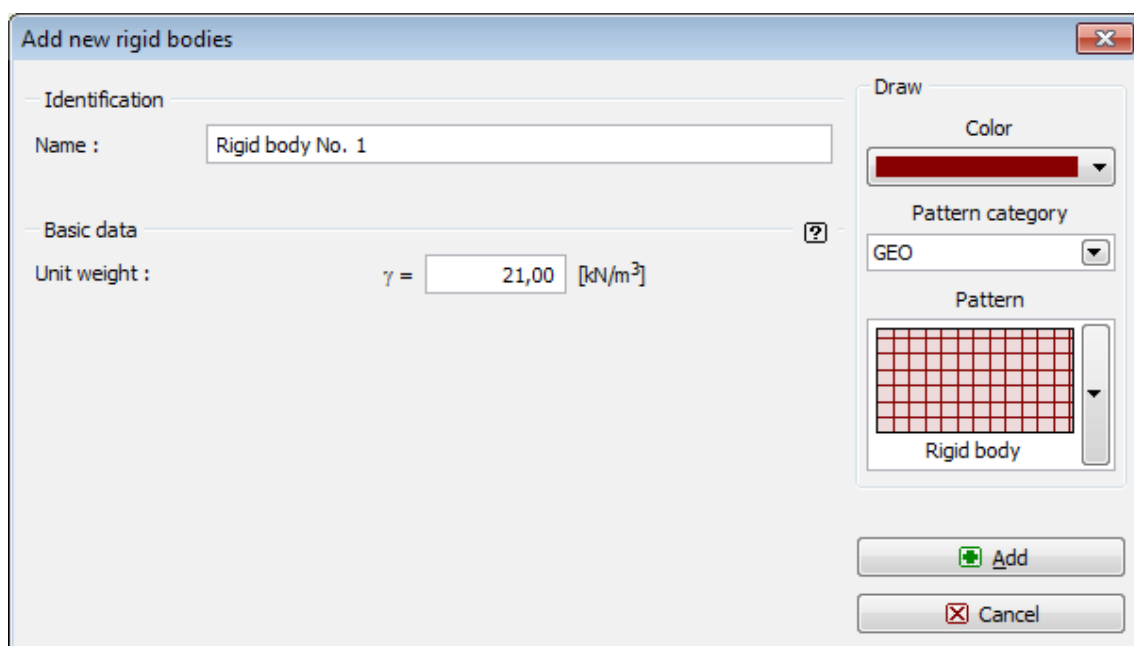 Add new rigid bodies
Identification
Name :
Rigid body No. 1
Basic data
?
Unit weight :
γ =
21,00
[kN/m³]
Draw
Color
Pattern category
GEO
Pattern
Rigid body
Add
Cancel